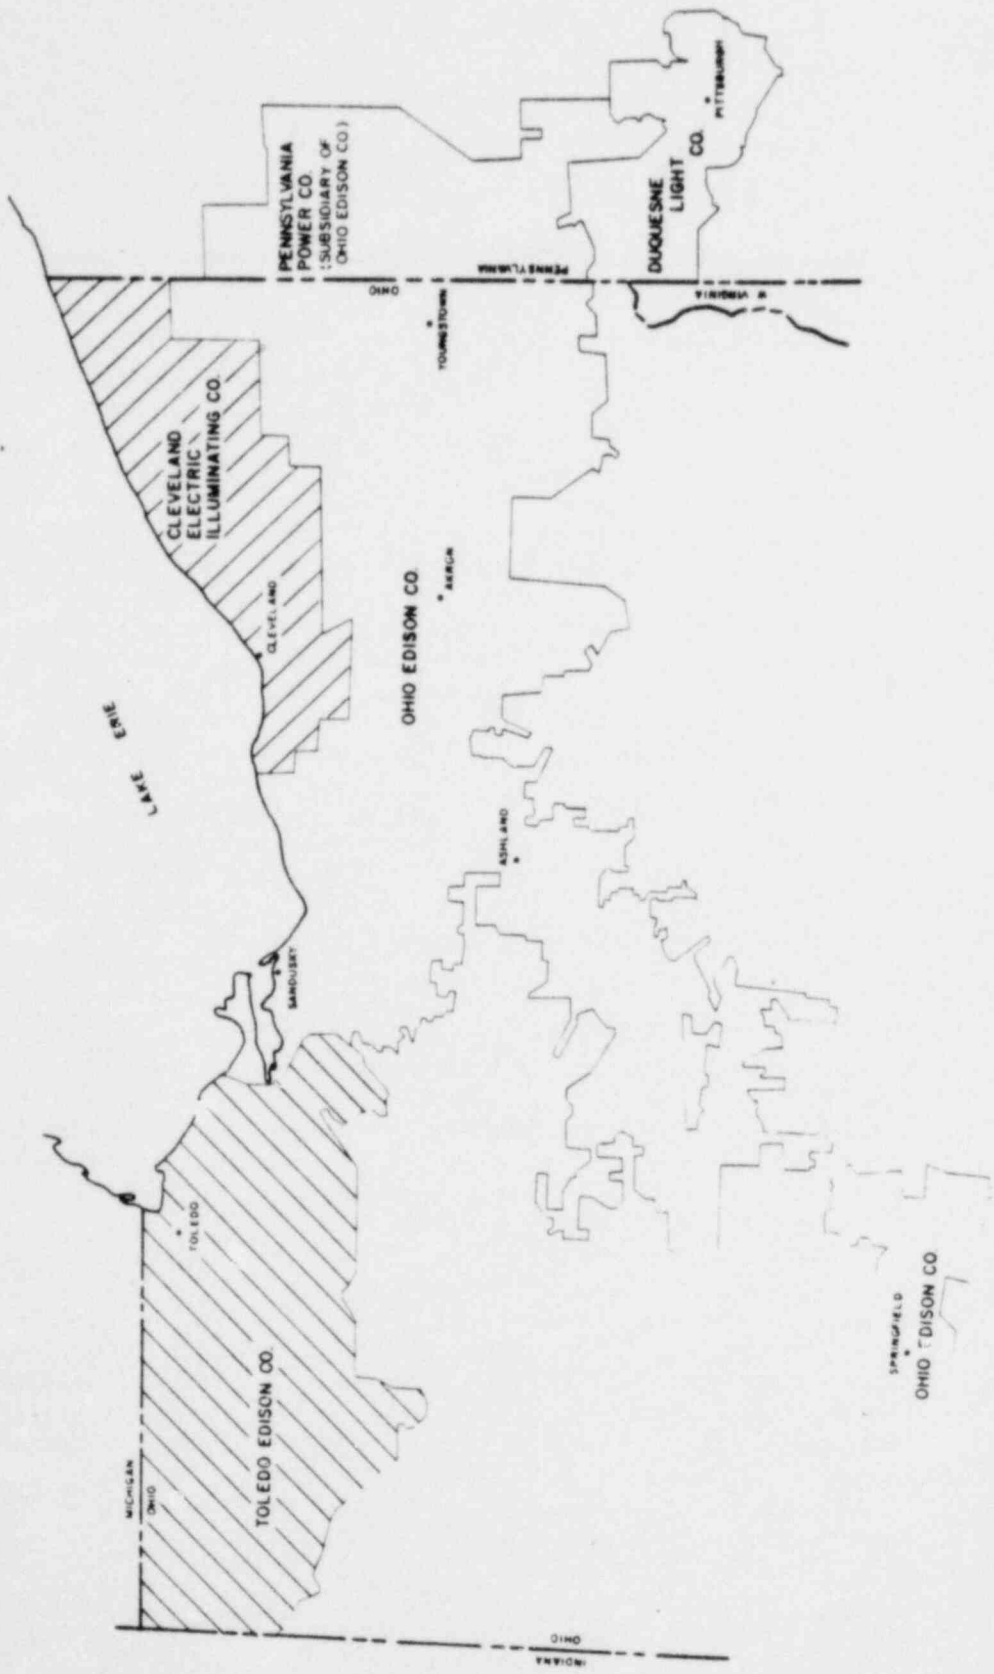 LAKE ERIE
MICHIGAN
OHIO
TOLEDO
TOLEDO EDISON CO.
INDIANA
OHIO
SANDUSKY
CLEVELAND
ELECTRIC
ILLUMINATING CO.
CLEVELAND
OHIO EDISON CO.
AKRON
ASHLAND
YOUNGSTOWN
OHIO
PENNSYLVANIA
PENNSYLVANIA
POWER CO.
(SUBSIDIARY OF
OHIO EDISON CO.)
DUQUESNE
LIGHT
CO.
PITTSBURGH
W. VIRGINIA
SPRINGFIELD
OHIO EDISON CO.